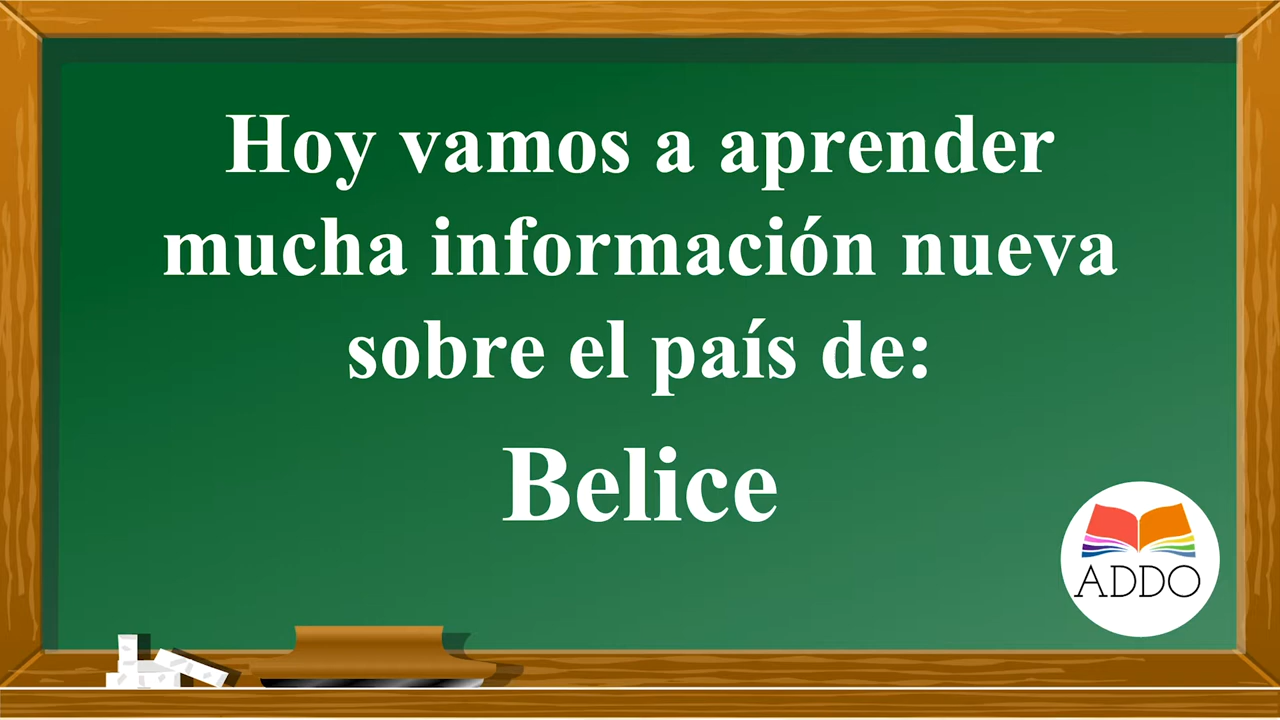 Hoy vamos a aprender
mucha información nueva
sobre el país de:
Belice
ADDO